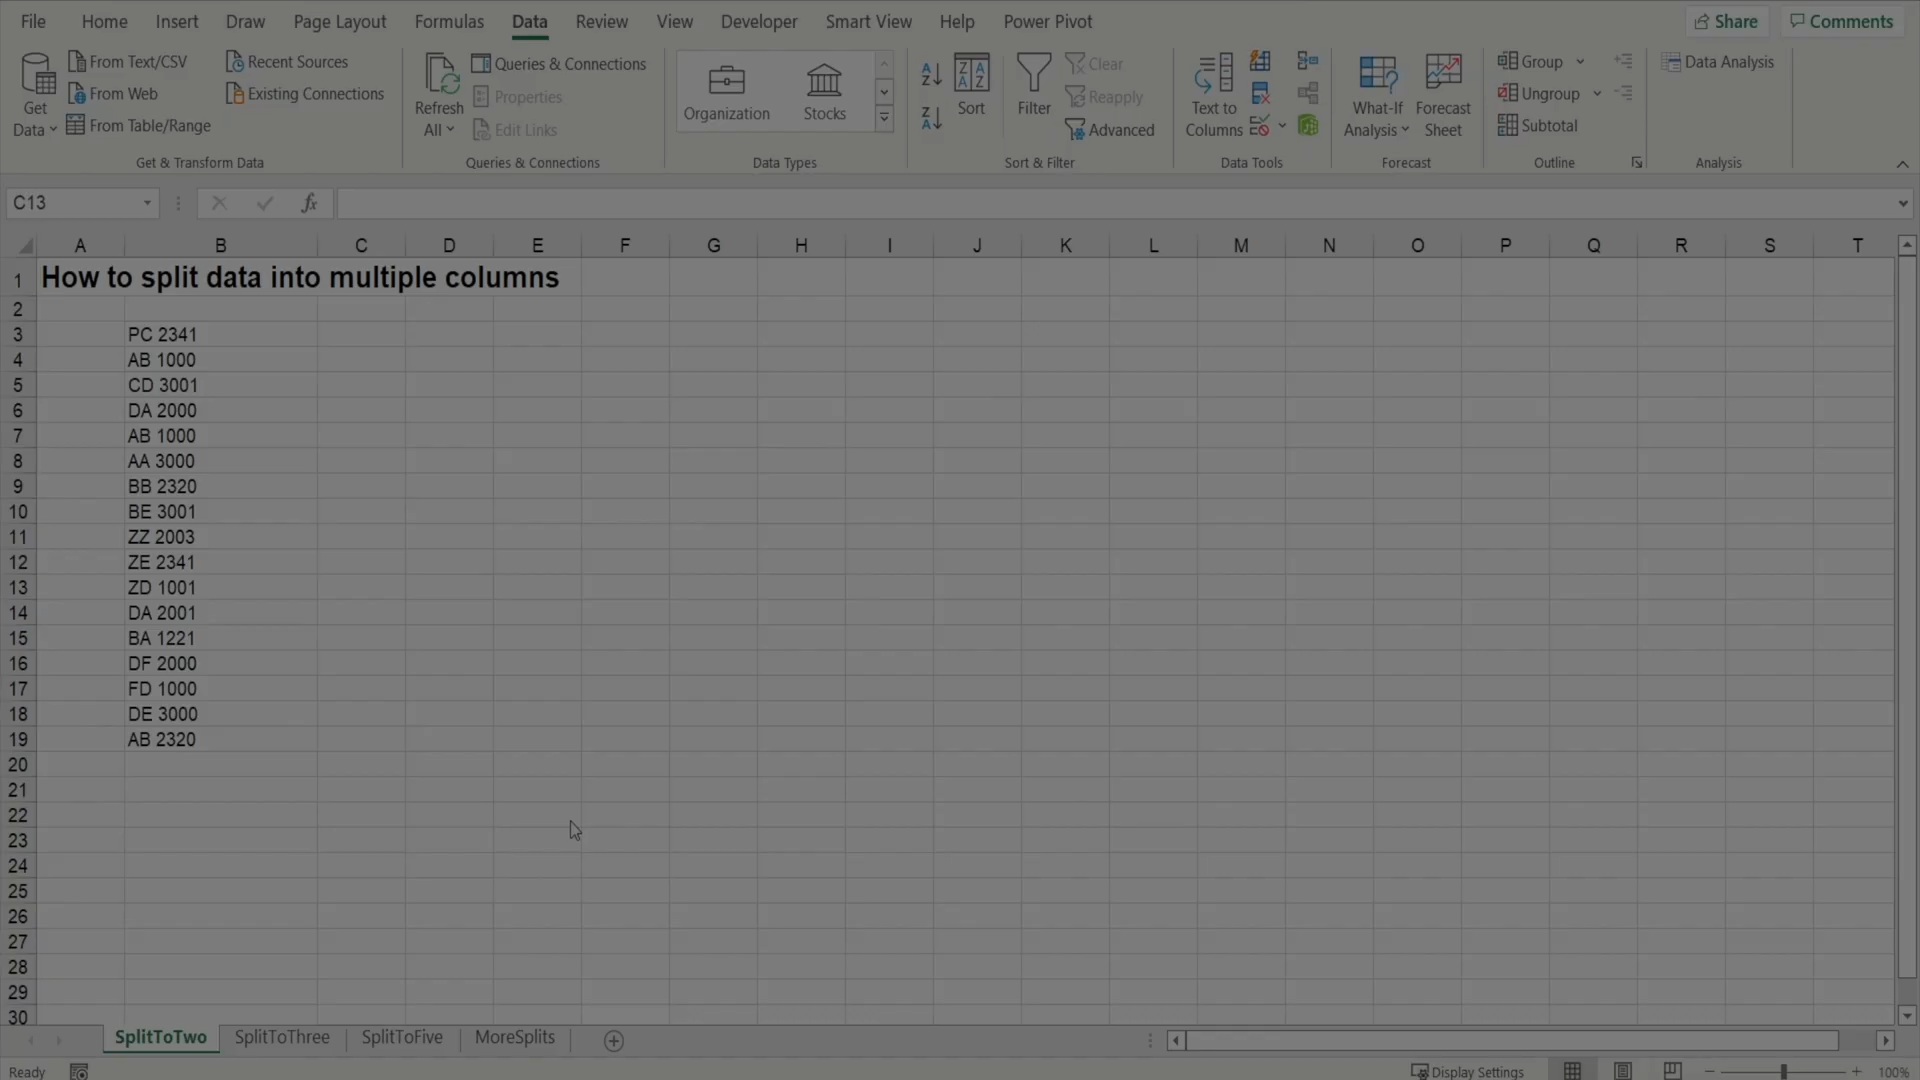 File Home Insert Draw Page Layout Formulas Data Review View Developer Smart View Help Power Pivot Share Comments
Get Data
From Text/CSV
From Web
From Table/Range
Recent Sources
Existing Connections
Get & Transform Data
Refresh All
Queries & Connections
Properties
Edit Links
Queries & Connections
Organization
Stocks
Data Types
Sort
Filter
Clear
Reapply
Advanced
Sort & Filter
Text to Columns
Data Tools
What-If Analysis
Forecast Sheet
Forecast
Group
Ungroup
Subtotal
Outline
Data Analysis
Analysis
C13 fx
A B C D E F G H I J K L M N O P Q R S T
1 How to split data into multiple columns
2
3 PC 2341
4 AB 1000
5 CD 3001
6 DA 2000
7 AB 1000
8 AA 3000
9 BB 2320
10 BE 3001
11 ZZ 2003
12 ZE 2341
13 ZD 1001
14 DA 2001
15 BA 1221
16 DF 2000
17 FD 1000
18 DE 3000
19 AB 2320
20
21
22
23
24
25
26
27
28
29
30
SplitToTwo SplitToThree SplitToFive MoreSplits
Ready Display Settings 100%